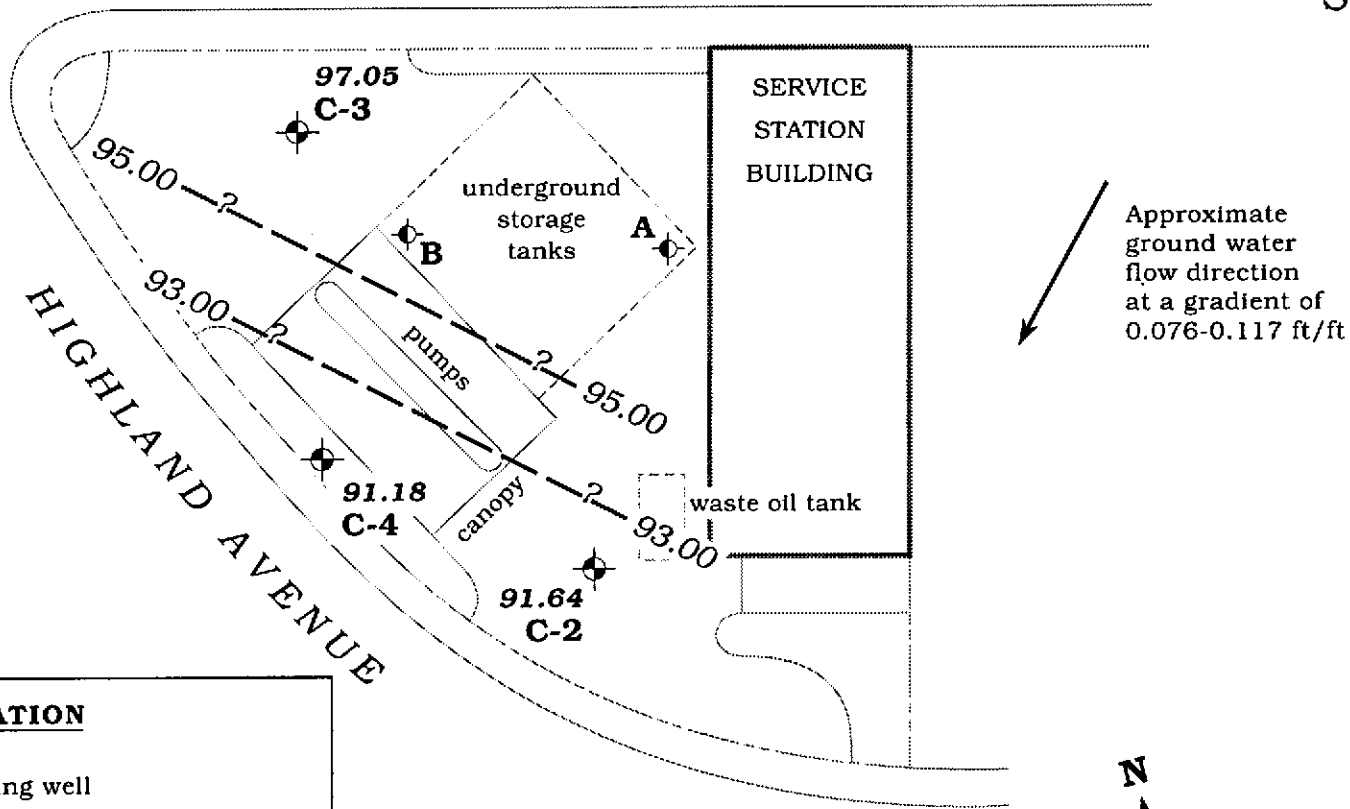 S
97.05
C-3
SERVICE
STATION
BUILDING
95.00
?
underground
storage
tanks
A
B
Approximate
ground water
flow direction
at a gradient of
0.076-0.117 ft/ft
93.00
?
pumps
?
95.00
HIGHLAND AVENUE
91.18
C-4
canopy
?
waste oil tank
93.00
91.64
C-2
ATION
ng well
N